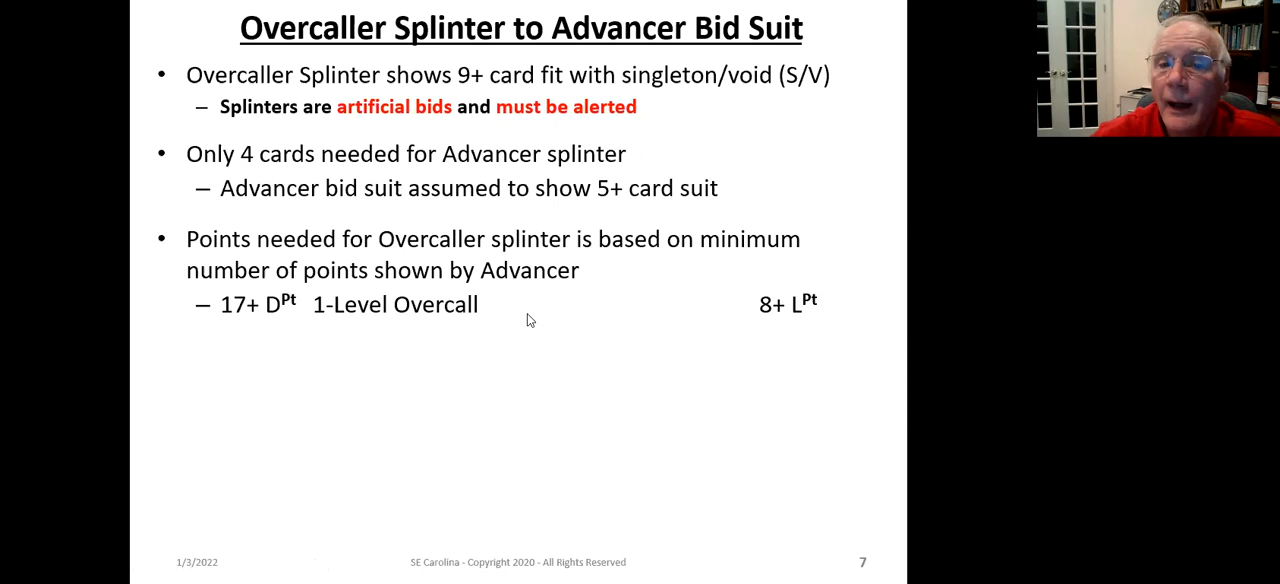 Overcaller Splinter to Advancer Bid Suit
• Overcaller Splinter shows 9+ card fit with singleton/void (S/V)
– Splinters are artificial bids and must be alerted
• Only 4 cards needed for Advancer splinter
– Advancer bid suit assumed to show 5+ card suit
• Points needed for Overcaller splinter is based on minimum
number of points shown by Advancer
– 17+ Dᴾᵗ 1-Level Overcall 8+ Lᴾᵗ
1/3/2022 SE Carolina - Copyright 2020 - All Rights Reserved 7